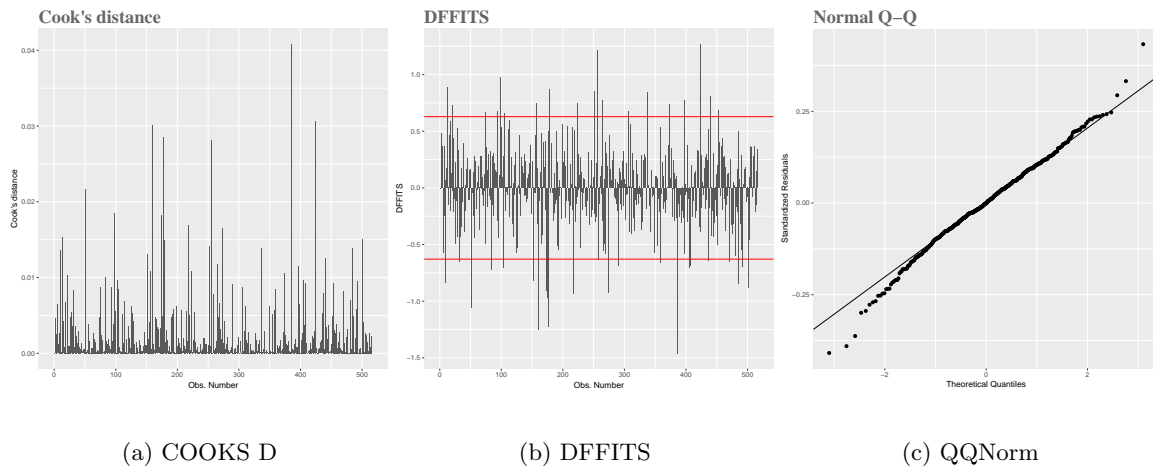 Cook's distance
Cook's distance
0.04
0.03
0.02
0.01
0.00
0
100
200
300
400
500
Obs. Number
(a) COOKS D
DFFITS
DFFITS
1.0
0.5
0.0
−0.5
−1.0
−1.5
0
100
200
300
400
500
Obs. Number
(b) DFFITS
Normal Q−Q
Standardized Residuals
0.25
0.00
−0.25
−2
0
2
Theoretical Quantiles
(c) QQNorm